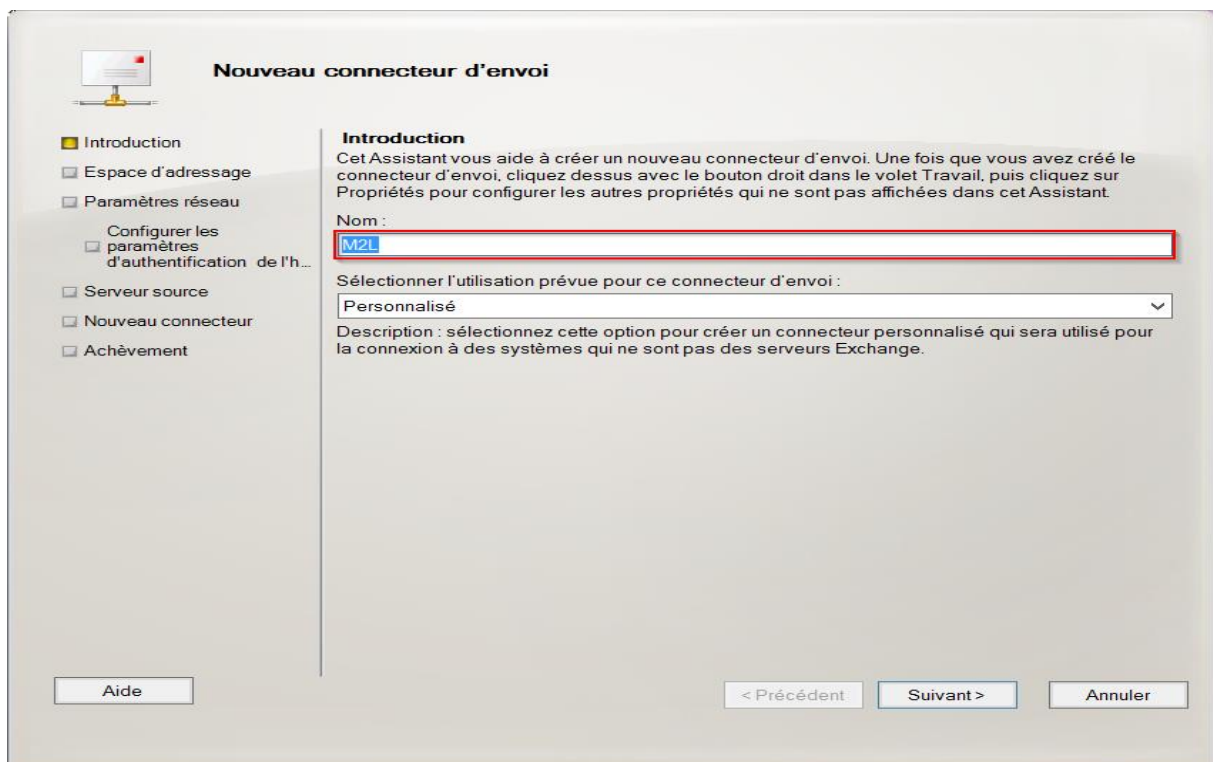 Nouveau connecteur d'envoi
Introduction
Espace d'adressage
Paramètres réseau
Configurer les
paramètres
d'authentification de l'h...
Serveur source
Nouveau connecteur
Achèvement
Introduction
Cet Assistant vous aide à créer un nouveau connecteur d'envoi. Une fois que vous avez créé le
connecteur d'envoi, cliquez dessus avec le bouton droit dans le volet Travail, puis cliquez sur
Propriétés pour configurer les autres propriétés qui ne sont pas affichées dans cet Assistant.
Nom :
M2L
Sélectionner l'utilisation prévue pour ce connecteur d'envoi :
Personnalisé
Description : sélectionnez cette option pour créer un connecteur personnalisé qui sera utilisé pour
la connexion à des systèmes qui ne sont pas des serveurs Exchange.
Aide
< Précédent
Suivant >
Annuler